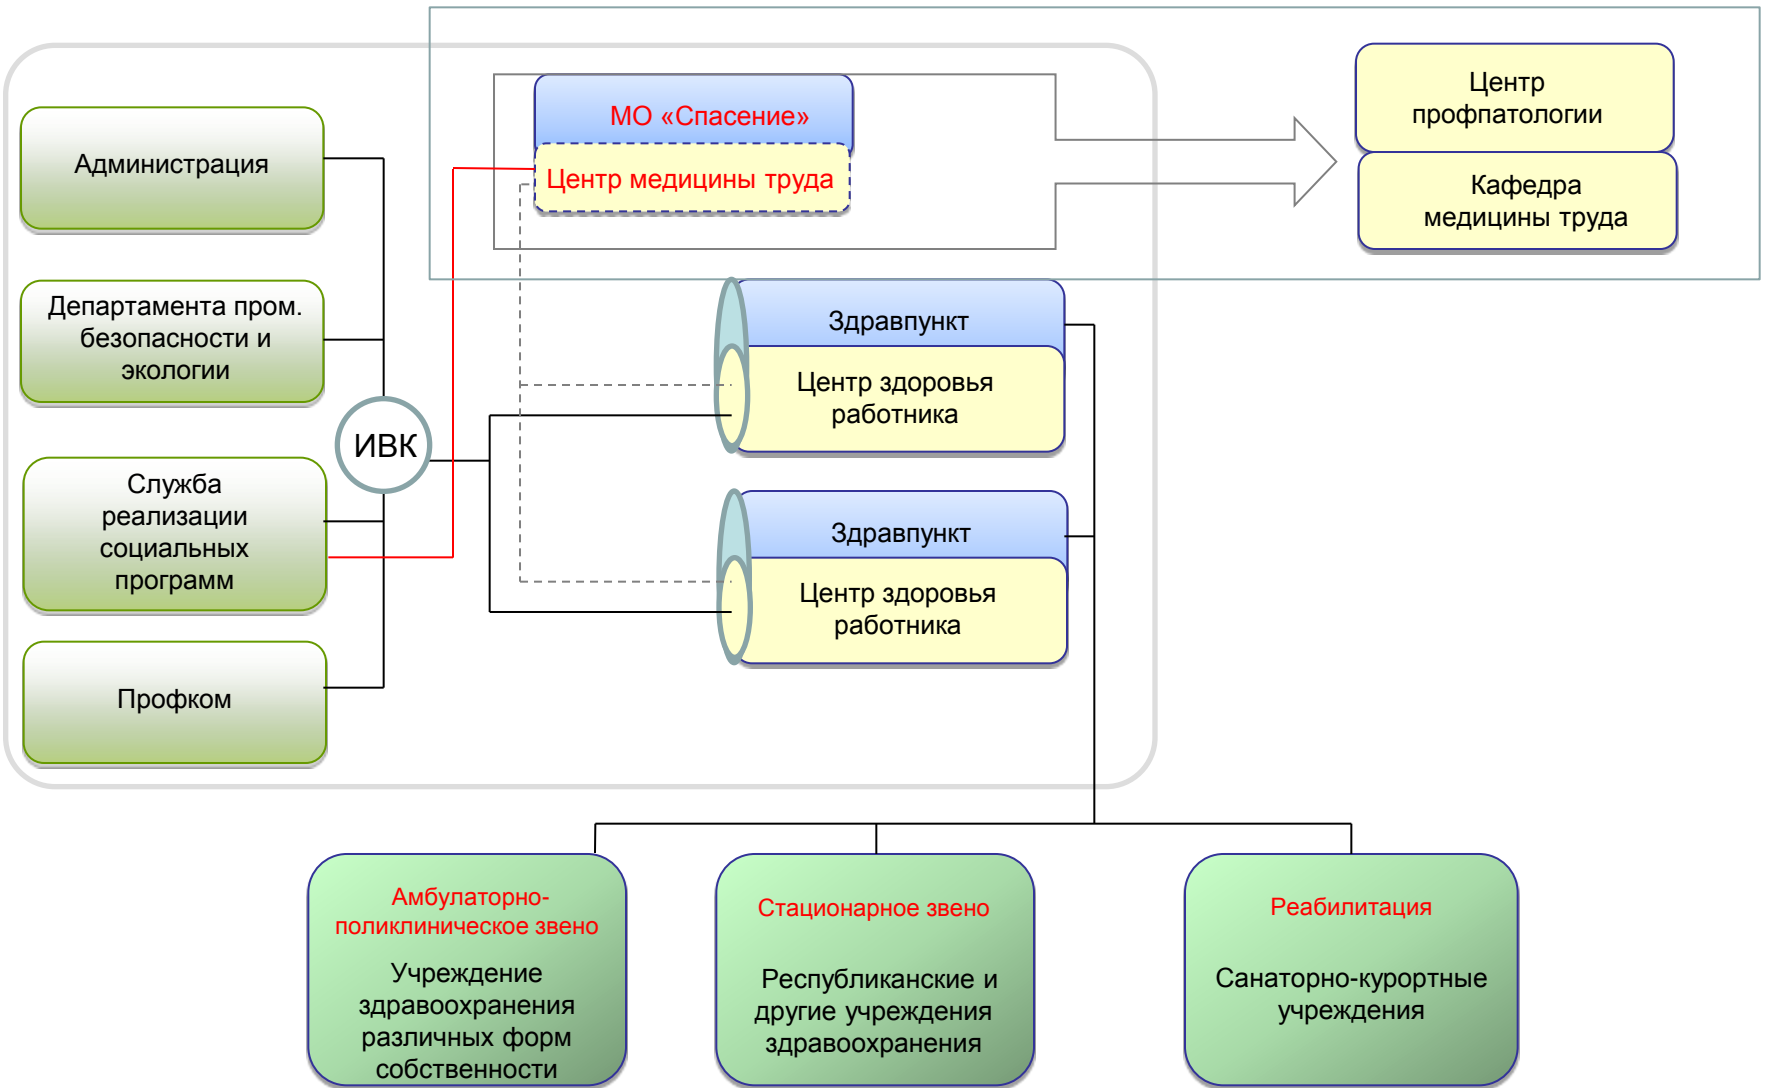 МО «Спасение»
Центр медицины труда
Центр
профпатологии
Кафедра
медицины труда
Администрация
Департамента пром.
безопасности и
экологии
Служба
реализации
социальных
программ
Профком
ИВК
Здравпункт
Центр здоровья
работника
Здравпункт
Центр здоровья
работника
Амбулаторно-
поликлиническое звено
Учреждение
здравоохранения
различных форм
собственности
Стационарное звено
Республиканские и
другие учреждения
здравоохранения
Реабилитация
Санаторно-курортные
учреждения